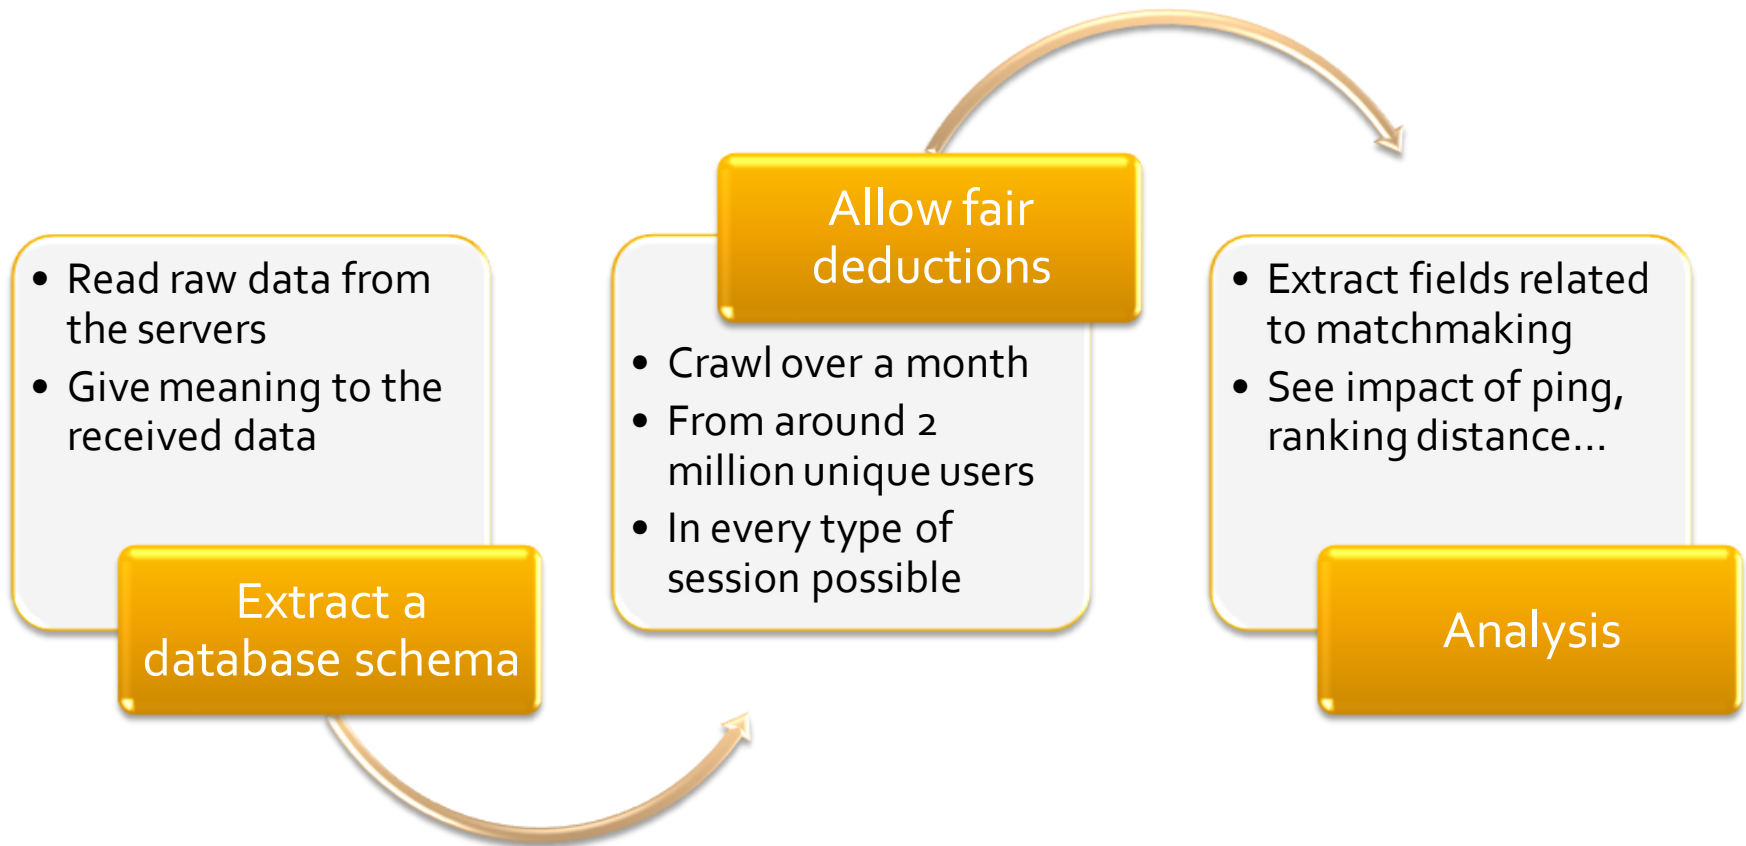 • Read raw data from
the servers
• Give meaning to the
received data
Extract a
database schema
Allow fair
deductions
• Crawl over a month
• From around 2
million unique users
• In every type of
session possible
• Extract fields related
to matchmaking
• See impact of ping,
ranking distance...
Analysis